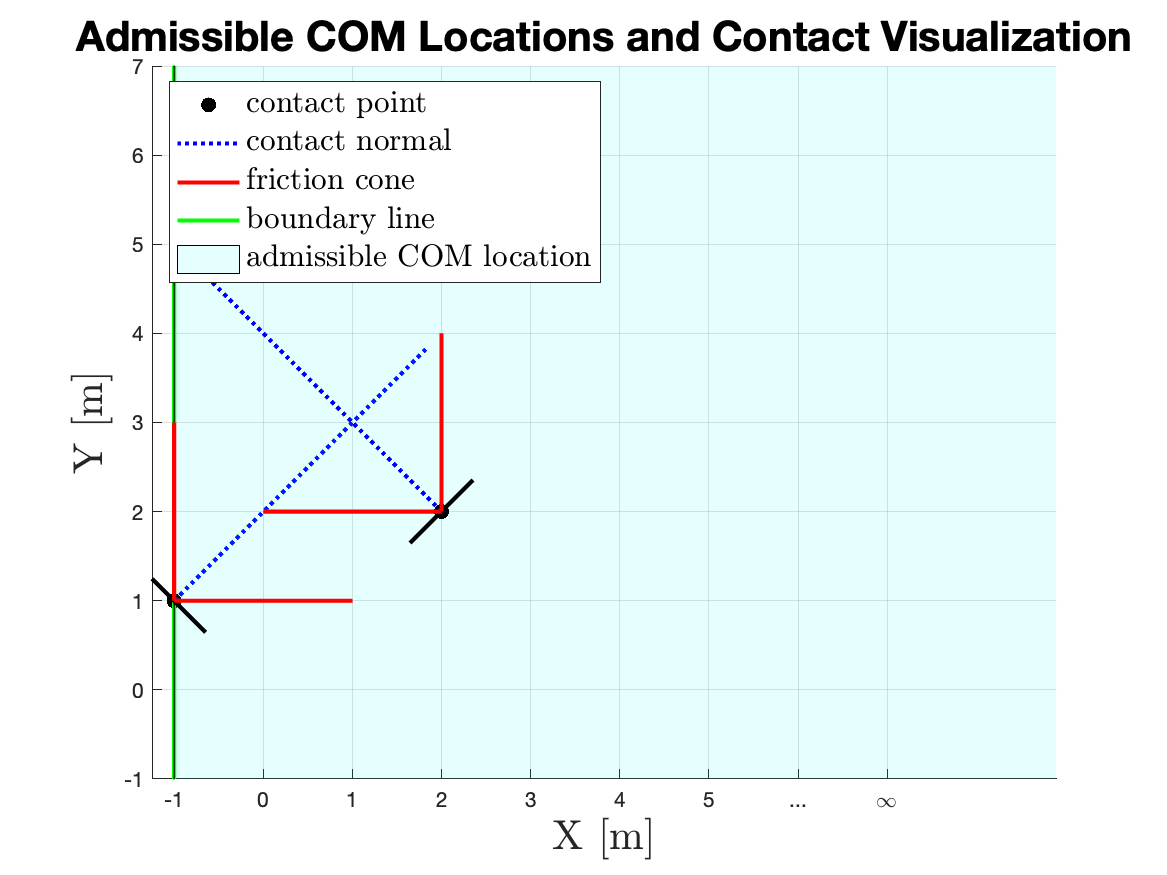 Admissible COM Locations and Contact Visualization
7
6
5
4
3
2
1
0
-1
Y [m]
contact point
contact normal
friction cone
boundary line
admissible COM location
-1 0 1 2 3 4 5 ... ∞
X [m]